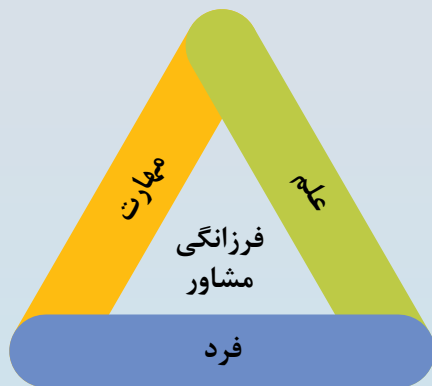 مهارت
علم
فرزانگی
مشاور
فرد